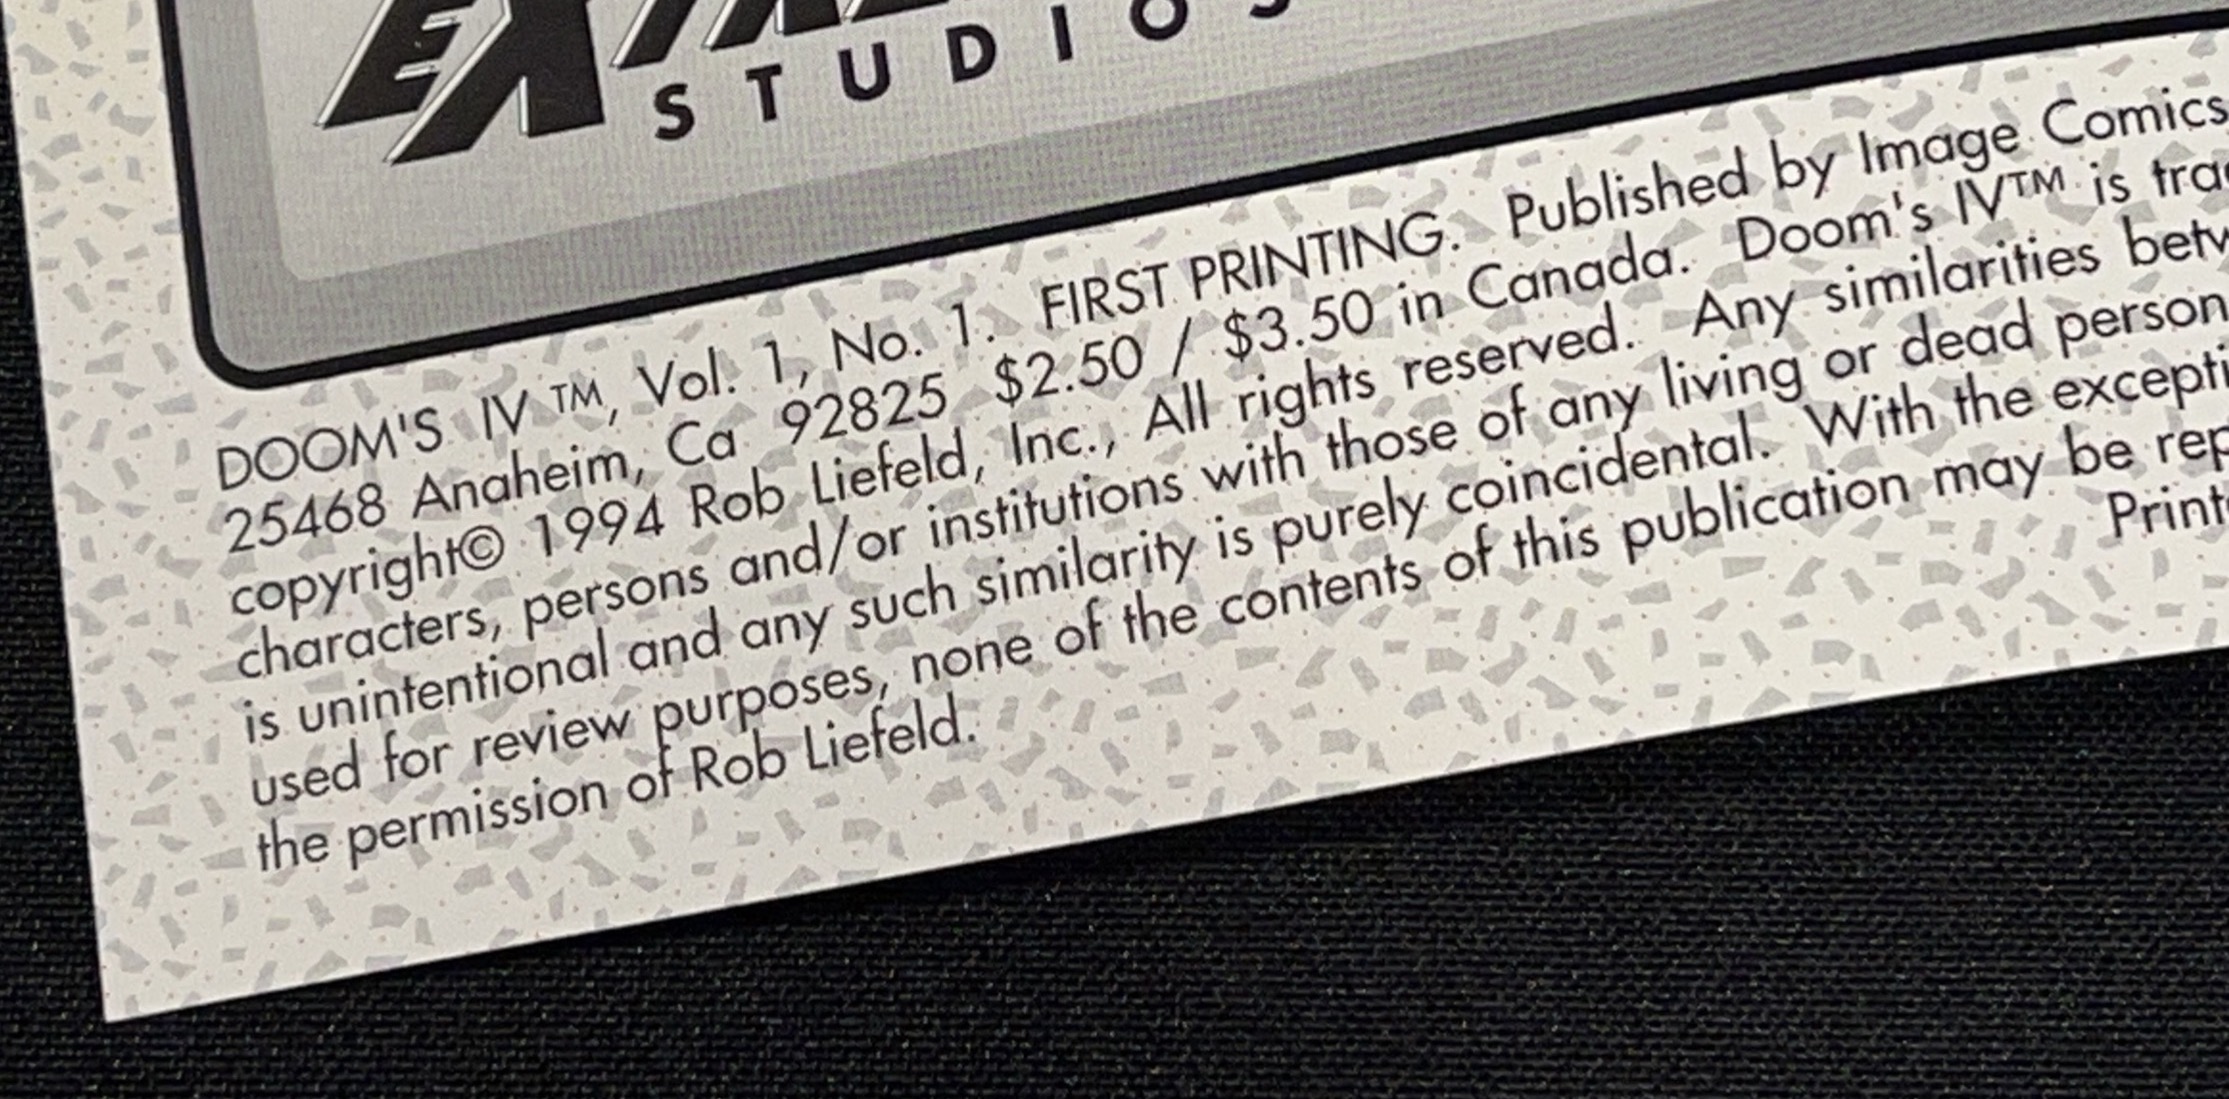 STUDIO
DOOM'S IV™, Vol. 1, No. 1. FIRST PRINTING. Published by Image Comics
25468 Anaheim, Ca 92825 $2.50 / $3.50 in Canada. Doom's IV™ is
copyright© 1994 Rob Liefeld, Inc., All rights reserved. Any similarities
characters, persons and/or institutions with those of any living or dead person
is unintentional and any such similarity is purely coincidental. With the
used for review purposes, none of the contents of this publication may be
the permission of Rob Liefeld.